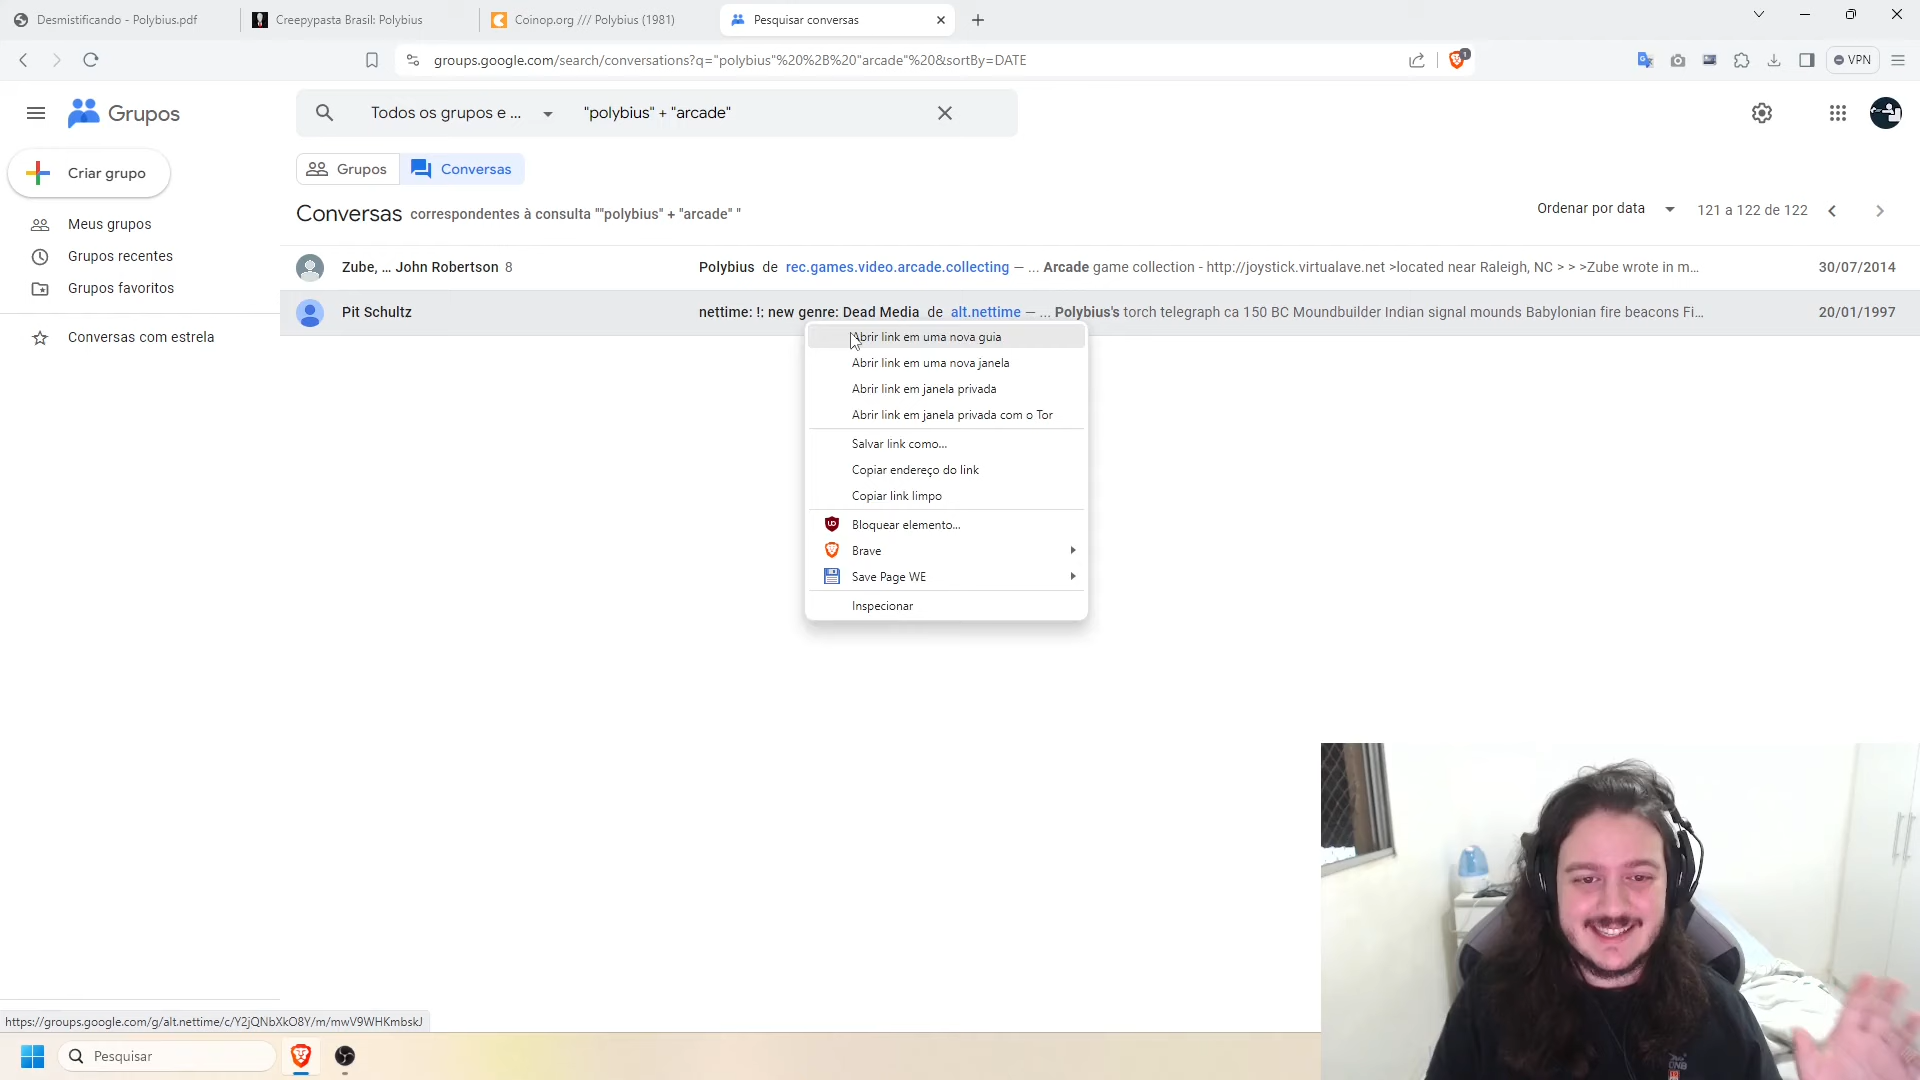 Desmistificando - Polybius.pdf
Creepypasta Brasil: Polybius
Coinop.org /// Polybius (1981)
Pesquisar conversas
groups.google.com/search/conversations?q="polybius"%20%2B%20"arcade"%20&sortBy=DATE
1
VPN
Grupos
Todos os grupos e ...
"polybius" + "arcade"
Criar grupo
Grupos
Conversas
Meus grupos
Grupos recentes
Grupos favoritos
Conversas com estrela
Conversas correspondentes à consulta ""polybius" + "arcade" "
Ordenar por data
121 a 122 de 122
Zube, ... John Robertson 8
Polybius de rec.games.video.arcade.collecting — ... Arcade game collection - http://joystick.virtualave.net >located near Raleigh, NC > > >Zube wrote in m...
30/07/2014
Pit Schultz
nettime: !; new genre: Dead Media de alt.nettime — ... Polybius's torch telegraph ca 150 BC Moundbuilder Indian signal mounds Babylonian fire beacons Fi...
20/01/1997
Abrir link em uma nova guia
Abrir link em uma nova janela
Abrir link em janela privada
Abrir link em janela privada com o Tor
Salvar link como...
Copiar endereço do link
Copiar link limpo
Bloquear elemento...
Brave
Save Page WE
Inspecionar
https://groups.google.com/g/alt.nettime/c/Y2jQNbXkO8Y/m/mwV9WHKmbskJ
Pesquisar